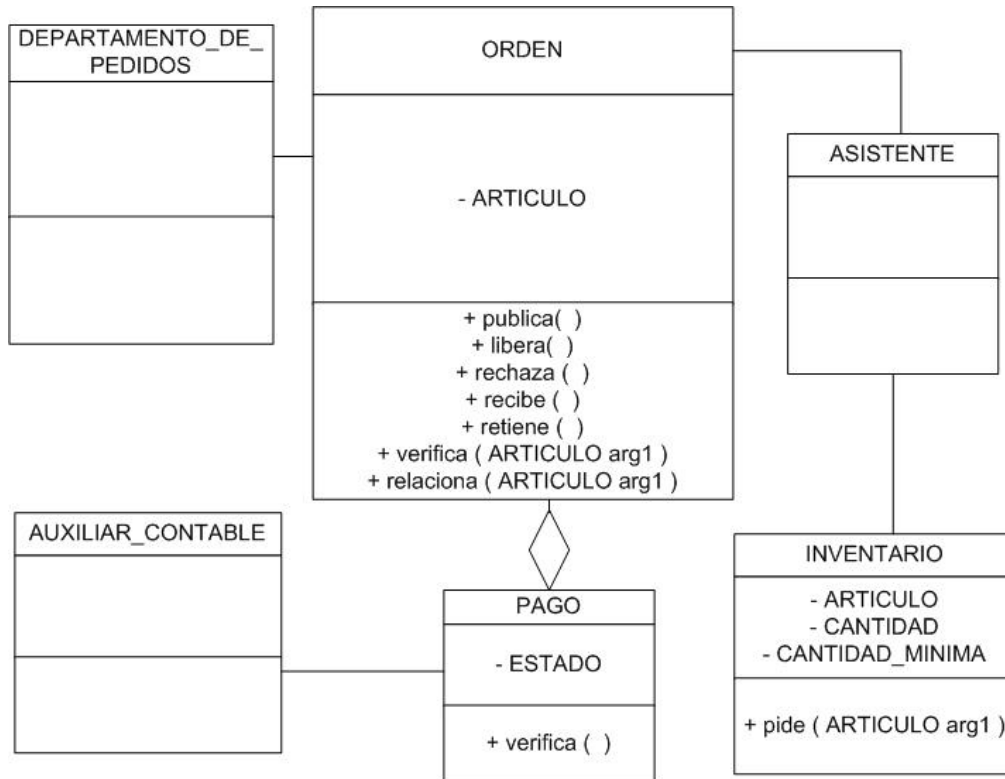 DEPARTAMENTO_DE_
PEDIDOS
ORDEN
- ARTICULO
+ publica( )
+ libera( )
+ rechaza ( )
+ recibe ( )
+ retiene ( )
+ verifica ( ARTICULO arg1 )
+ relaciona ( ARTICULO arg1 )
ASISTENTE
AUXILIAR_CONTABLE
PAGO
- ESTADO
+ verifica ( )
INVENTARIO
- ARTICULO
- CANTIDAD
- CANTIDAD_MINIMA
+ pide ( ARTICULO arg1 )